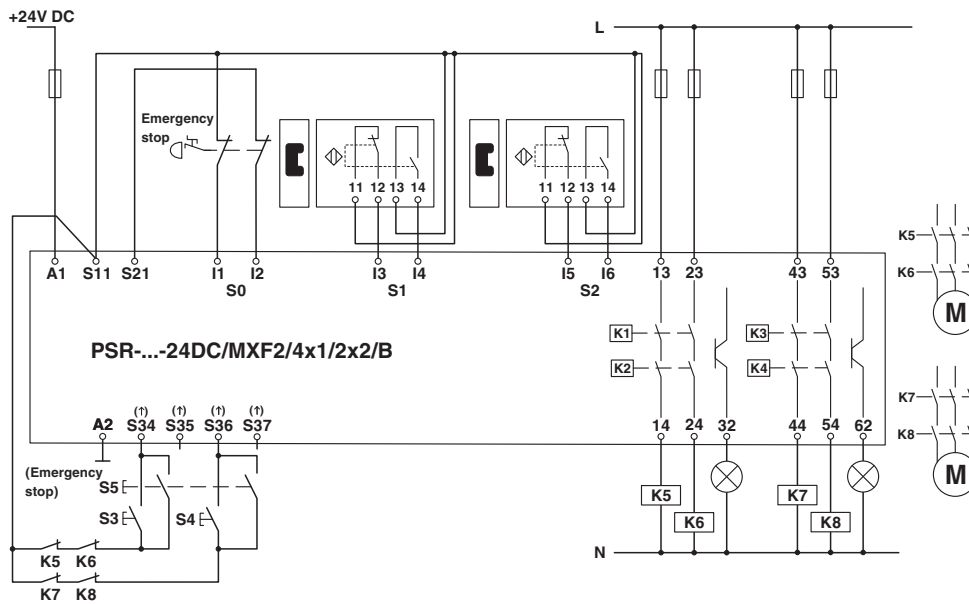 +24V DC
L
Emergency
stop
11 12 13 14
11 12 13 14
A1 S11 S21 I1 I2 I3 I4 I5 I6 13 23 43 53
S0 S1 S2
K5
K6
M
K1 K3
K2 K4
PSR-...-24DC/MXF2/4x1/2x2/B
(↑) (↑) (↑) (↑)
A2 S34 S35 S36 S37 14 24 32 44 54 62
K7
K8
M
(Emergency
stop)
S5
S3 S4
K5 K7
K6 K8
K5 K6
N
K7 K8